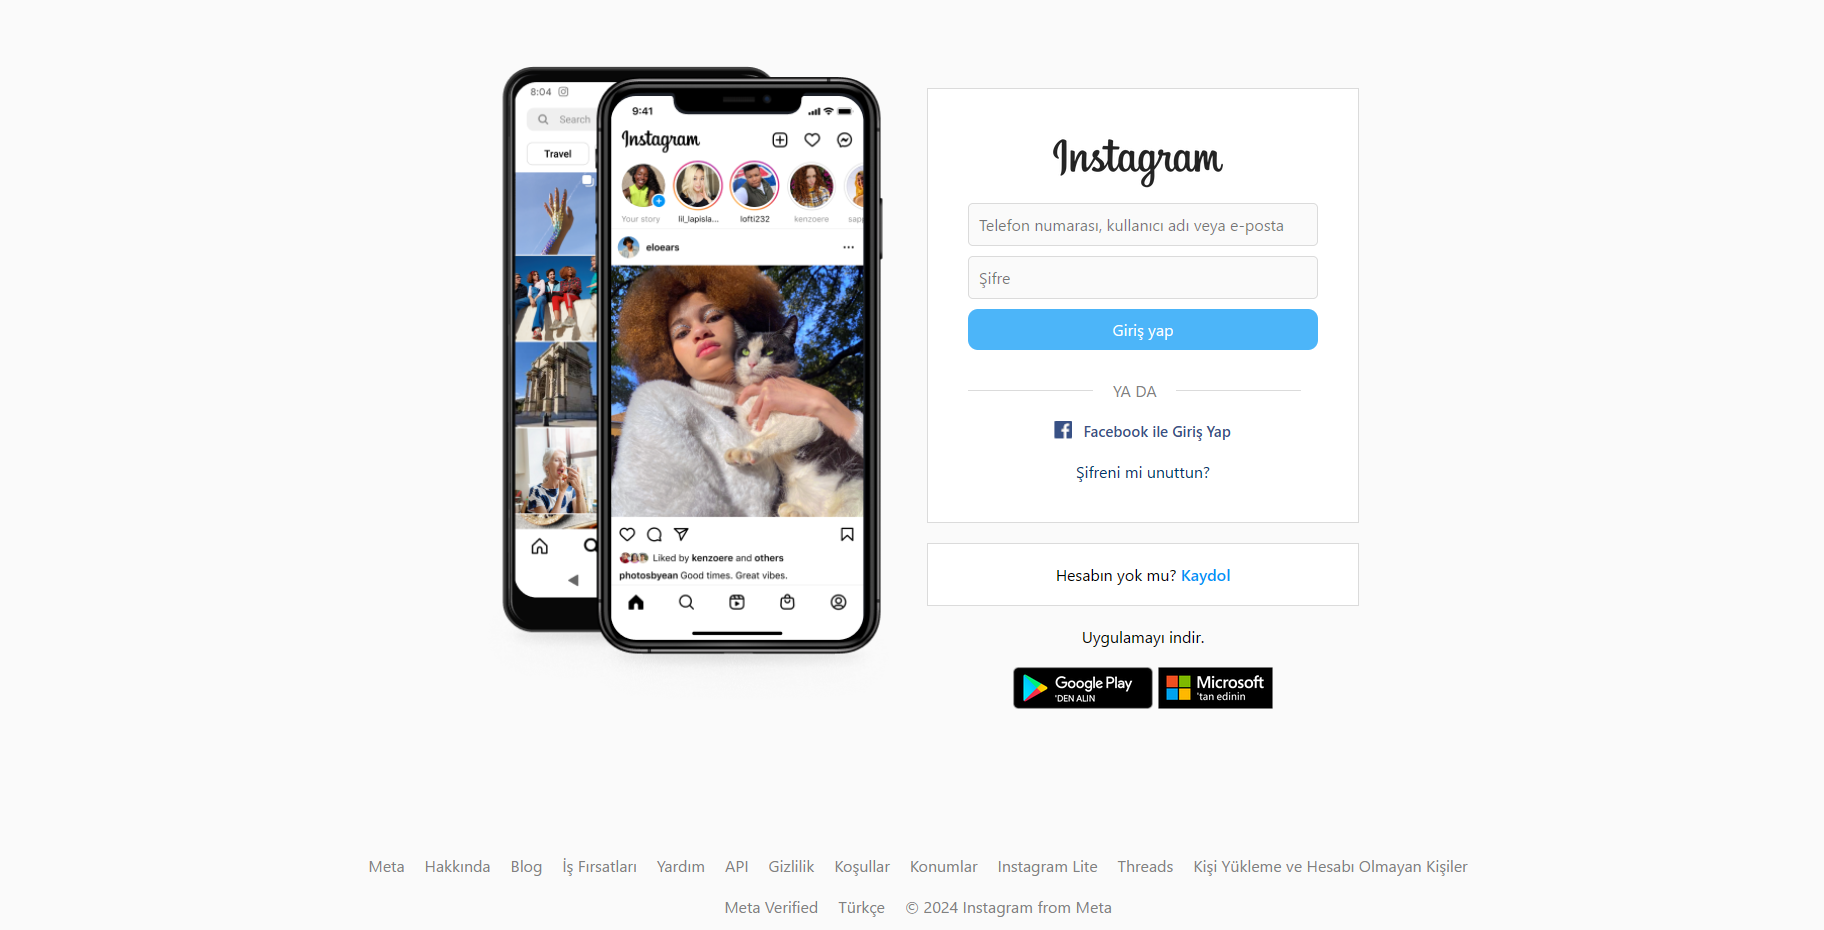 8:04
Search
Travel
9:41
Instagram
Your story
lil_lapisla...
lofti232
kenzoere
sapp
eloears
Liked by kenzoere and others
photosbyean Good times. Great vibes.
Instagram
Telefon numarası, kullanıcı adı veya e-posta
Şifre
Giriş yap
YA DA
Facebook ile Giriş Yap
Şifreni mi unuttun?
Hesabın yok mu? Kaydol
Uygulamayı indir.
Google Play
'DEN ALIN
Microsoft
'tan edinin
Meta Hakkında Blog İş Fırsatları Yardım API Gizlilik Koşullar Konumlar Instagram Lite Threads Kişi Yükleme ve Hesabı Olmayan Kişiler
Meta Verified Türkçe © 2024 Instagram from Meta